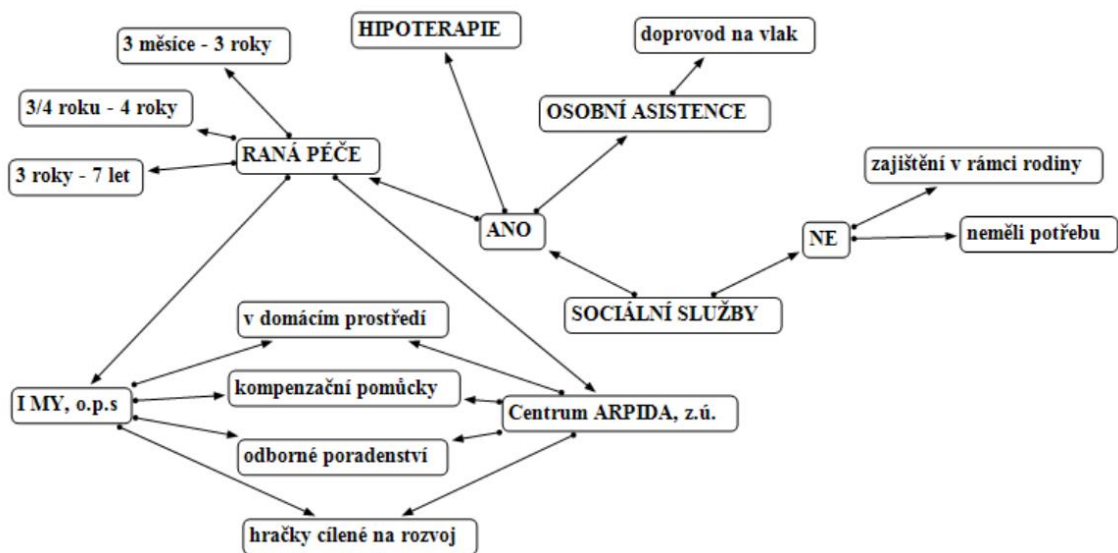 HIPOTERAPIE
doprovod na vlak
3 měsíce - 3 roky
3/4 roku - 4 roky
OSOBNÍ ASISTENCE
RANÁ PÉČE
3 roky - 7 let
zajištění v rámci rodiny
ANO
NE
neměli potřebu
SOCIÁLNÍ SLUŽBY
v domácím prostředí
kompenzační pomůcky
I MY, o.p.s
Centrum ARPIDA, z.ú.
odborné poradenství
hračky cílené na rozvoj